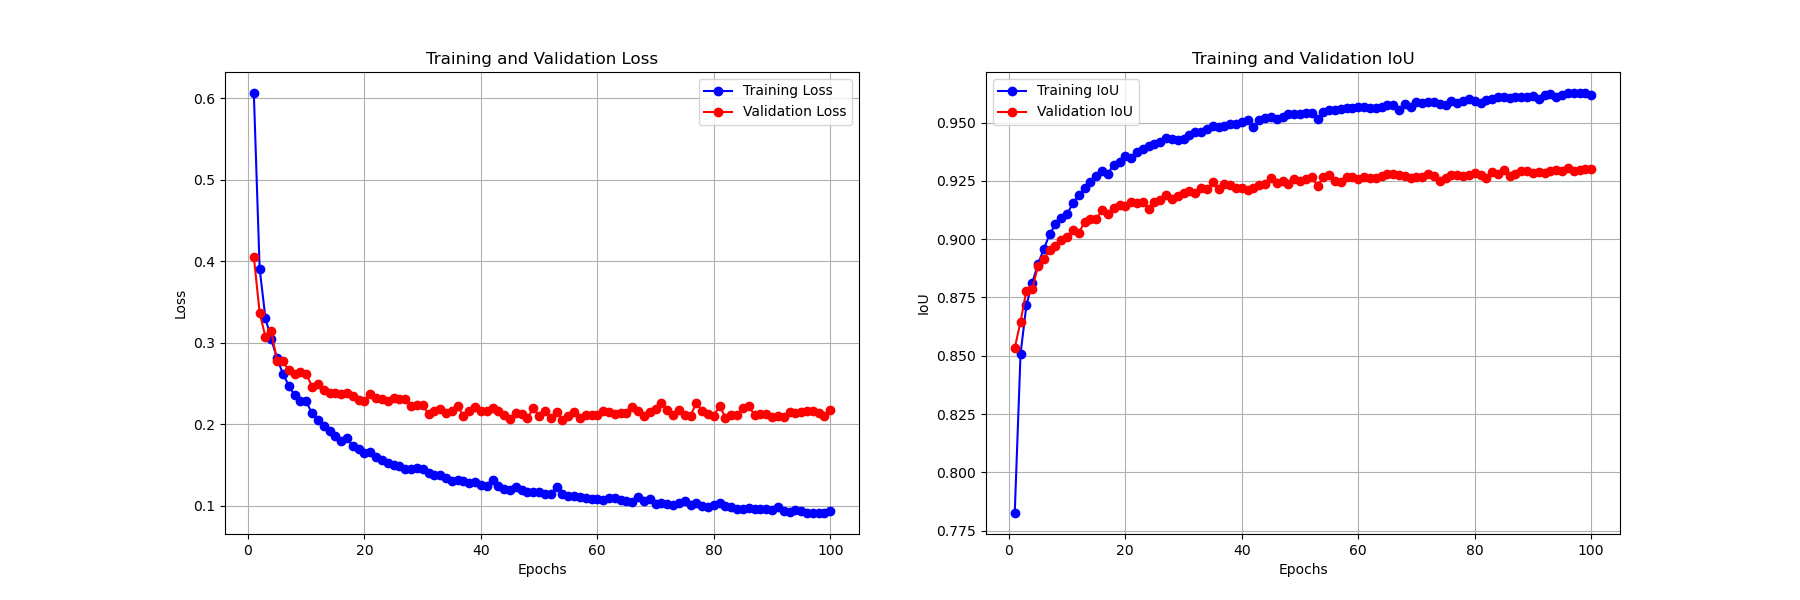 Training and Validation Loss
Training Loss
Validation Loss
0.6
0.5
0.4
0.3
0.2
0.1
Loss
0
20
40
60
80
100
Epochs
Training and Validation IoU
Training IoU
Validation IoU
0.950
0.925
0.900
0.875
0.850
0.825
0.800
0.775
IoU
0
20
40
60
80
100
Epochs